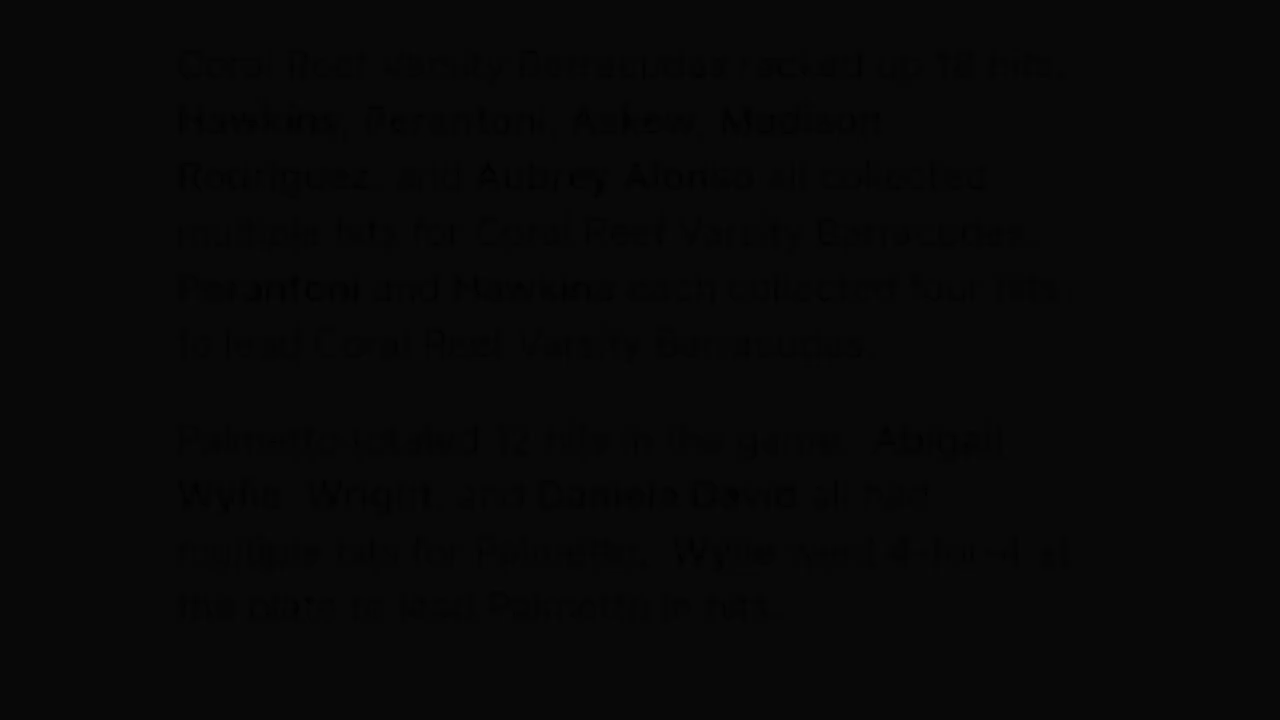 Coral Reef Varsity Barracudas racked up 18 hits.
Hawkins, Perantoni, Askew, Madison
Rodriguez, and Aubrey Afonso all collected
multiple hits for Coral Reef Varsity Barracudas.
Perantoni and Hawkins each collected four hits
to lead Coral Reef Varsity Barracudas.
Palmetto totaled 12 hits in the game. Abigail
Wylie, Wright, and Daniela David all had
multiple hits for Palmetto. Wylie went 4-for-4 at
the plate to lead Palmetto in hits.